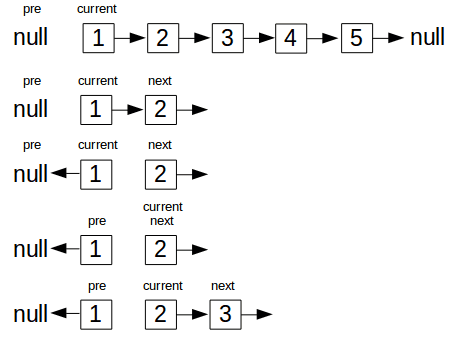 pre current
null 1 2 3 4 5 null
pre current next
null 1 2
pre current next
null 1 2
current
pre next
null 1 2
pre current next
null 1 2 3